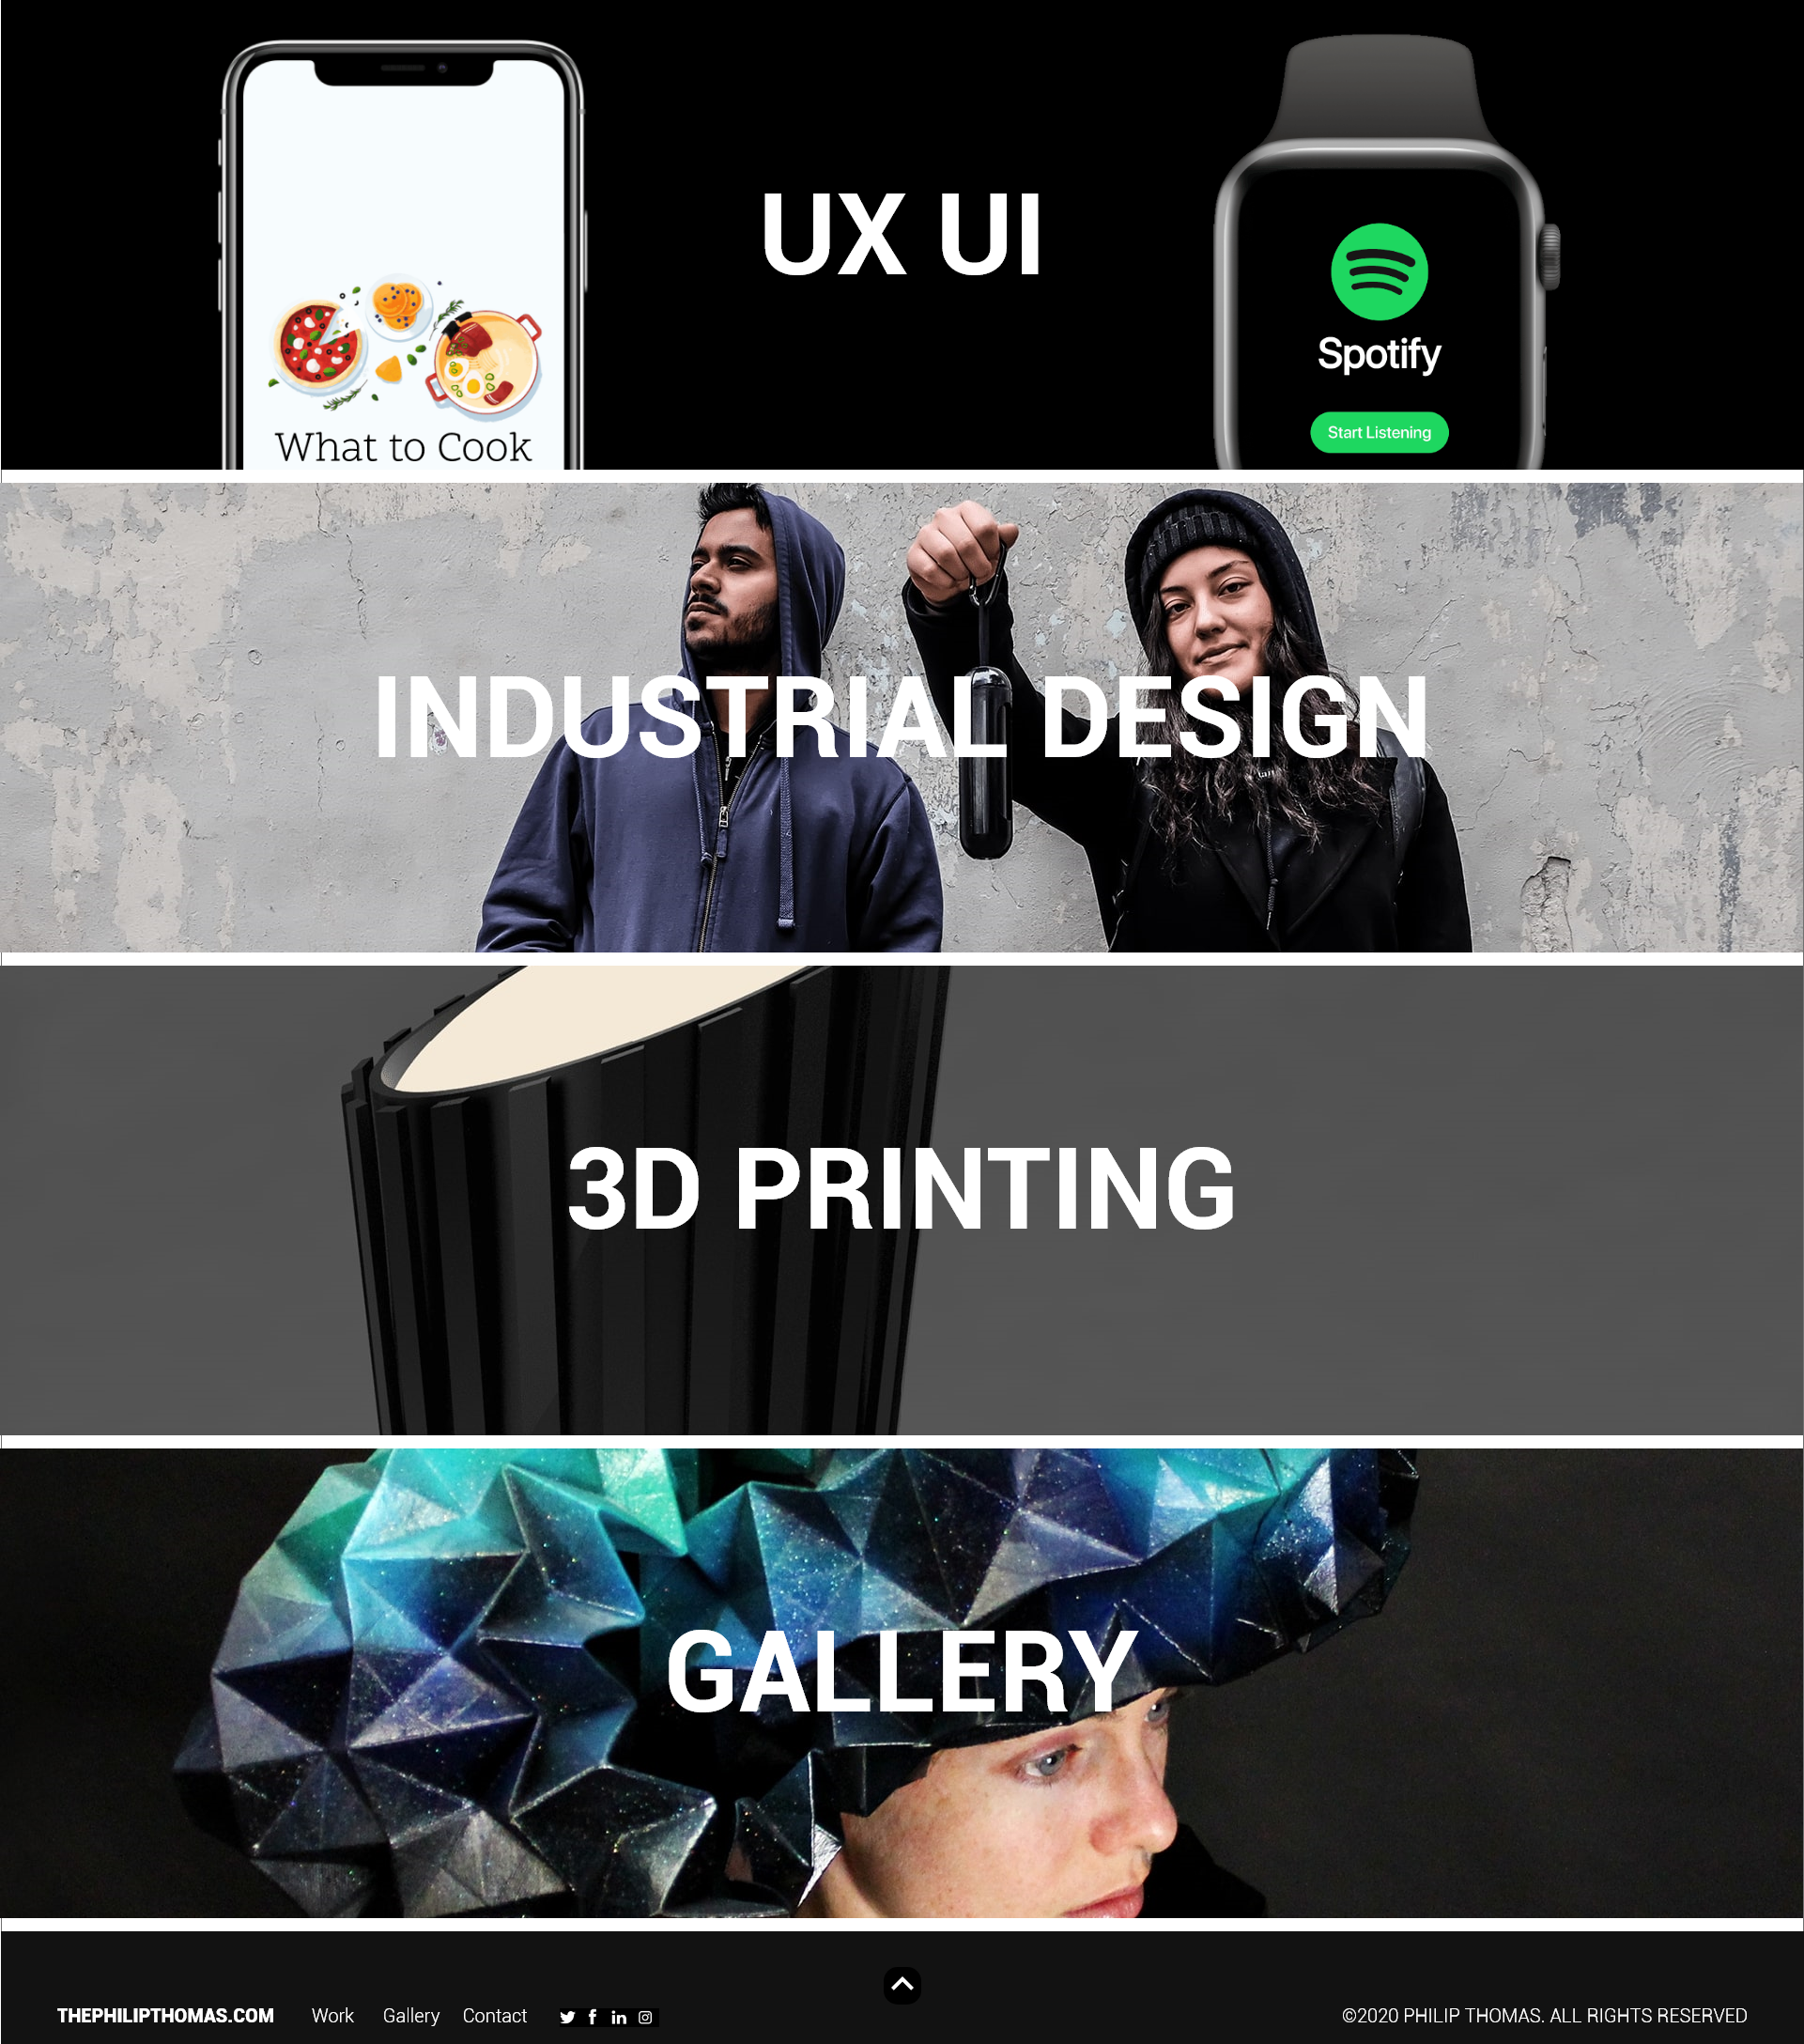 UX UI
Spotify
Start Listening
What to Cook
INDUSTRIAL DESIGN
3D PRINTING
GALLERY
THEPHILIPTHOMAS.COM Work Gallery Contact ©2020 PHILIP THOMAS. ALL RIGHTS RESERVED